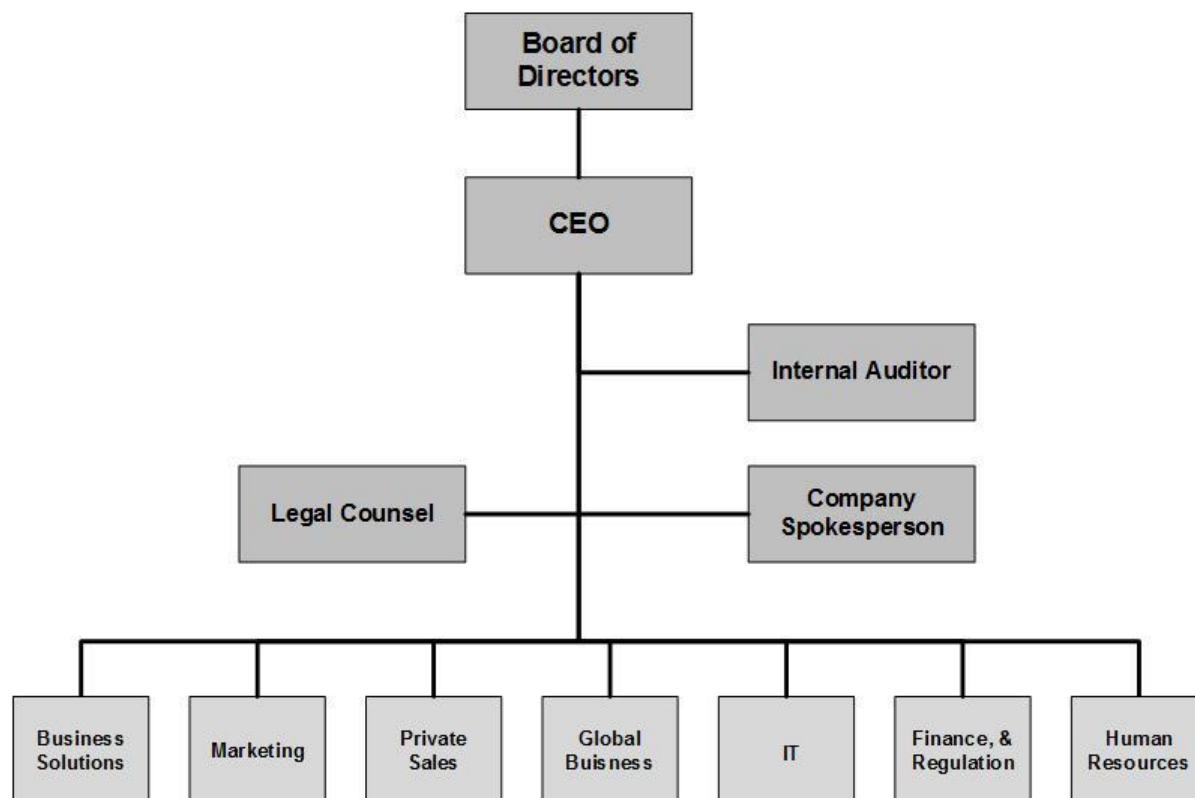 Board of
Directors
CEO
Internal Auditor
Legal Counsel
Company
Spokesperson
Business
Solutions
Marketing
Private
Sales
Global
Buisness
IT
Finance, &
Regulation
Human
Resources